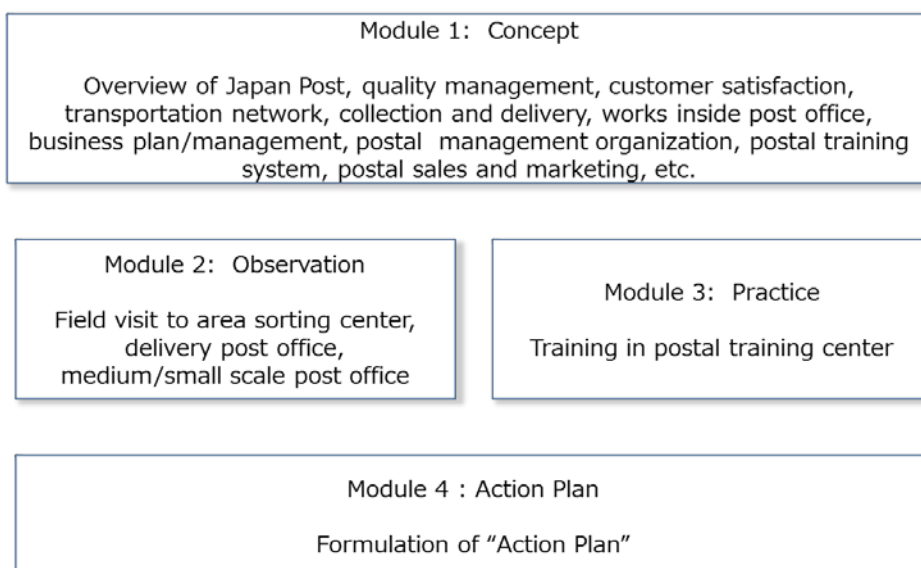 Module 1:  Concept
Overview of Japan Post, quality management, customer satisfaction,
transportation network, collection and delivery, works inside post office,
business plan/management, postal  management organization, postal training
system, postal sales and marketing, etc.
Module 2:  Observation
Field visit to area sorting center,
delivery post office,
medium/small scale post office
Module 3:  Practice
Training in postal training center
Module 4 : Action Plan
Formulation of “Action Plan”